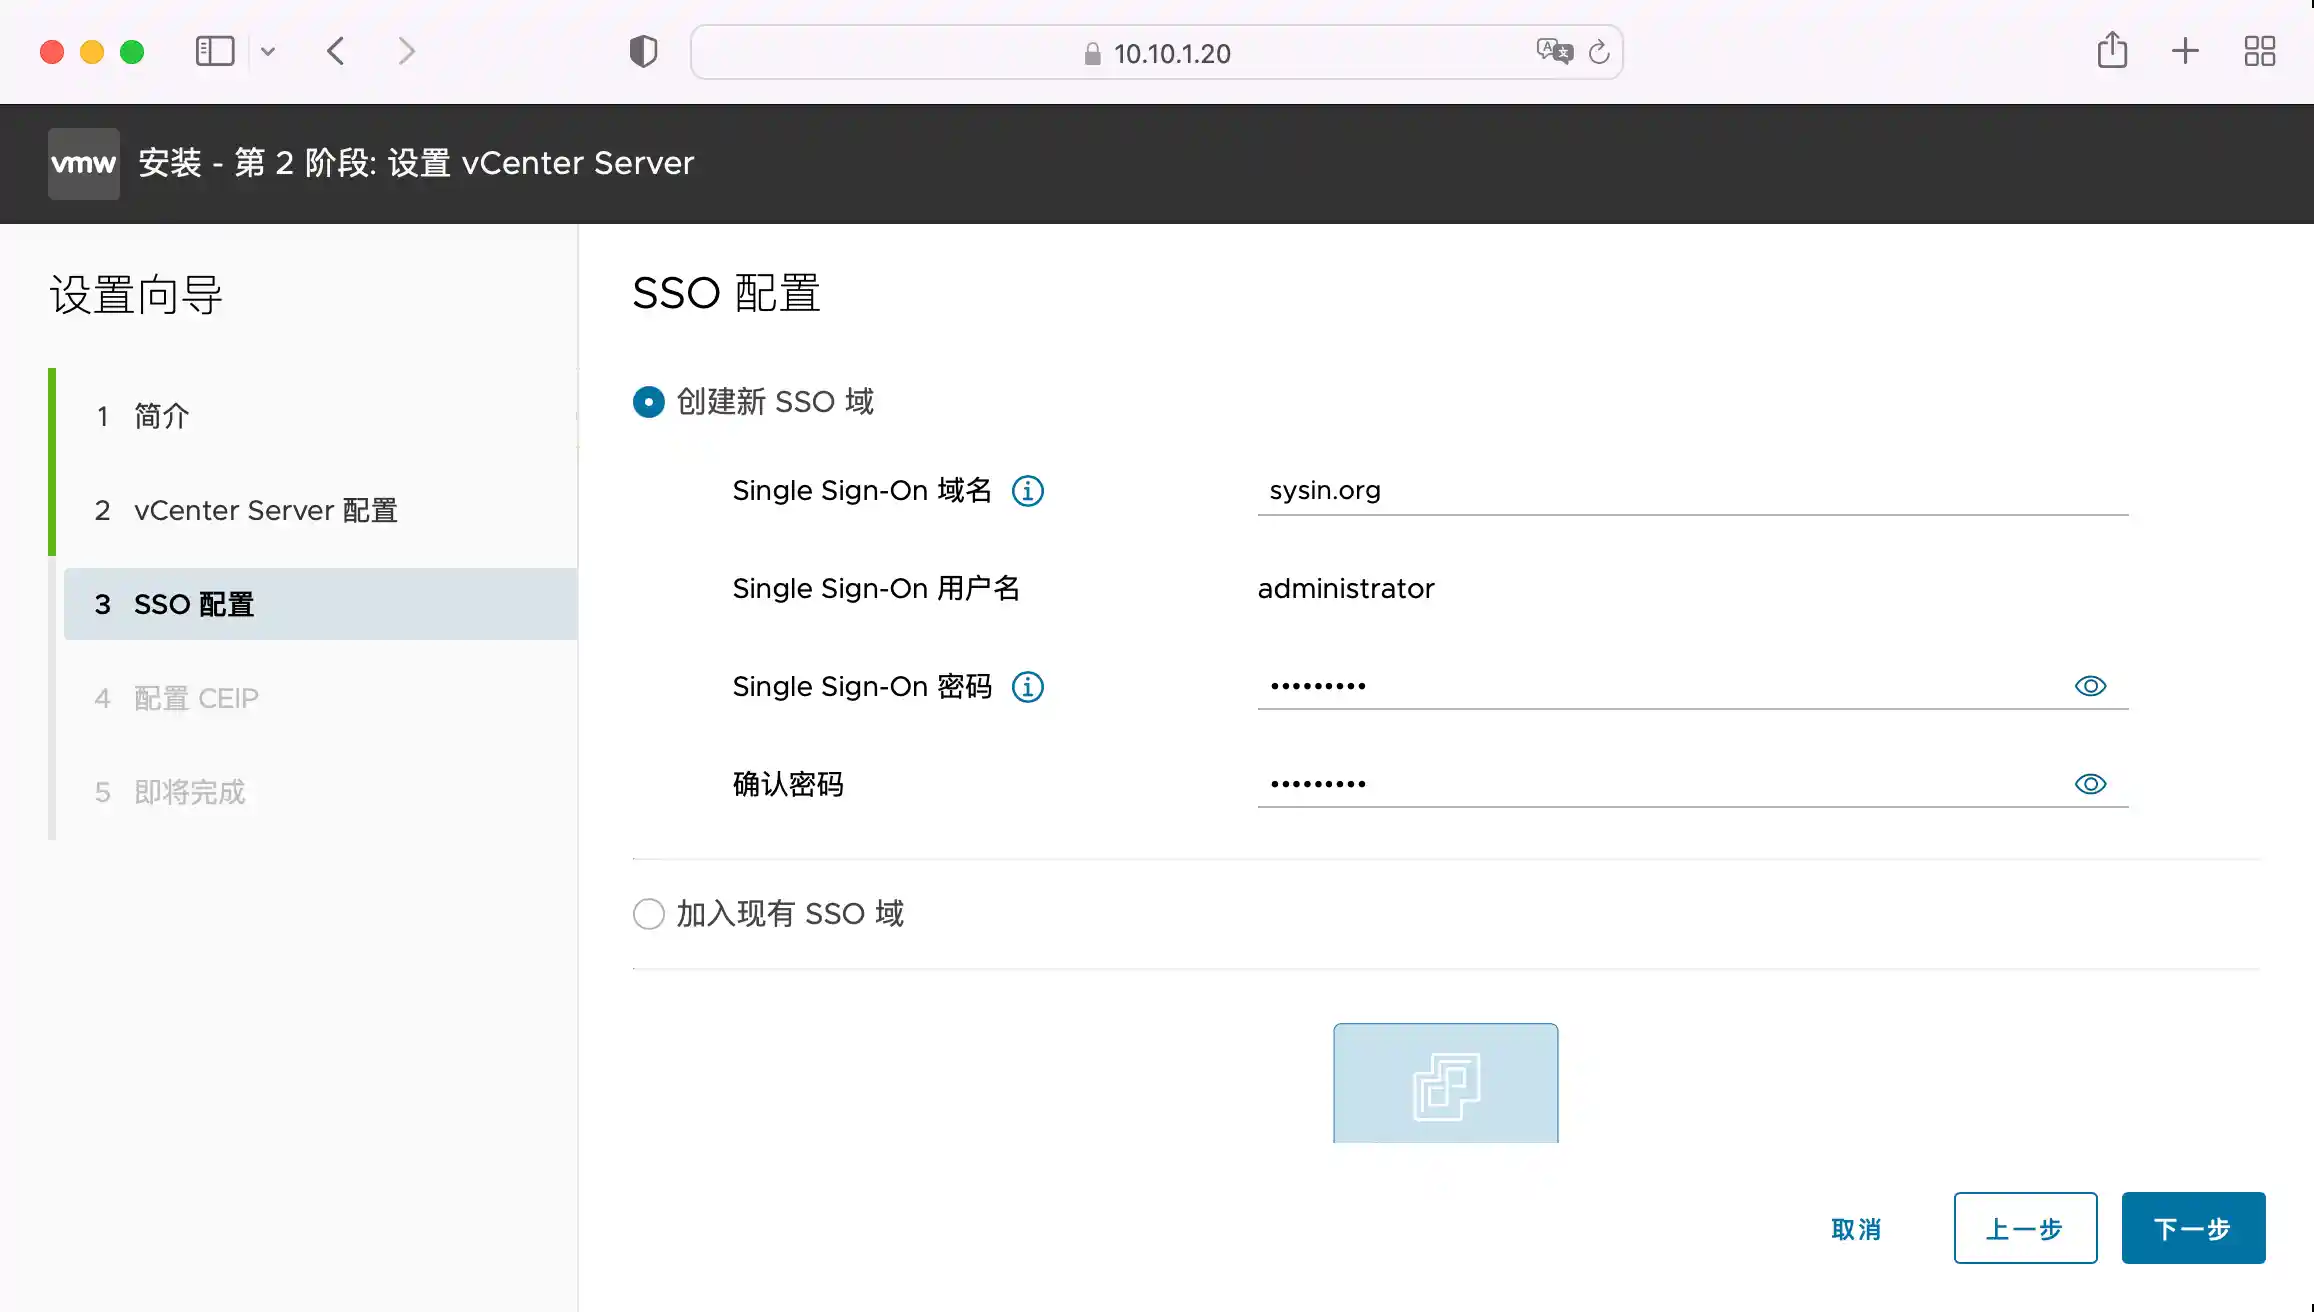 10.10.1.20
vmw 安装 - 第 2 阶段: 设置 vCenter Server
设置向导
1 简介
2 vCenter Server 配置
3 SSO 配置
4 配置 CEIP
5 即将完成
SSO 配置
创建新 SSO 域
Single Sign-On 域名 sysin.org
Single Sign-On 用户名 administrator
Single Sign-On 密码 •••••••••
确认密码 •••••••••
加入现有 SSO 域
取消 上一步 下一步